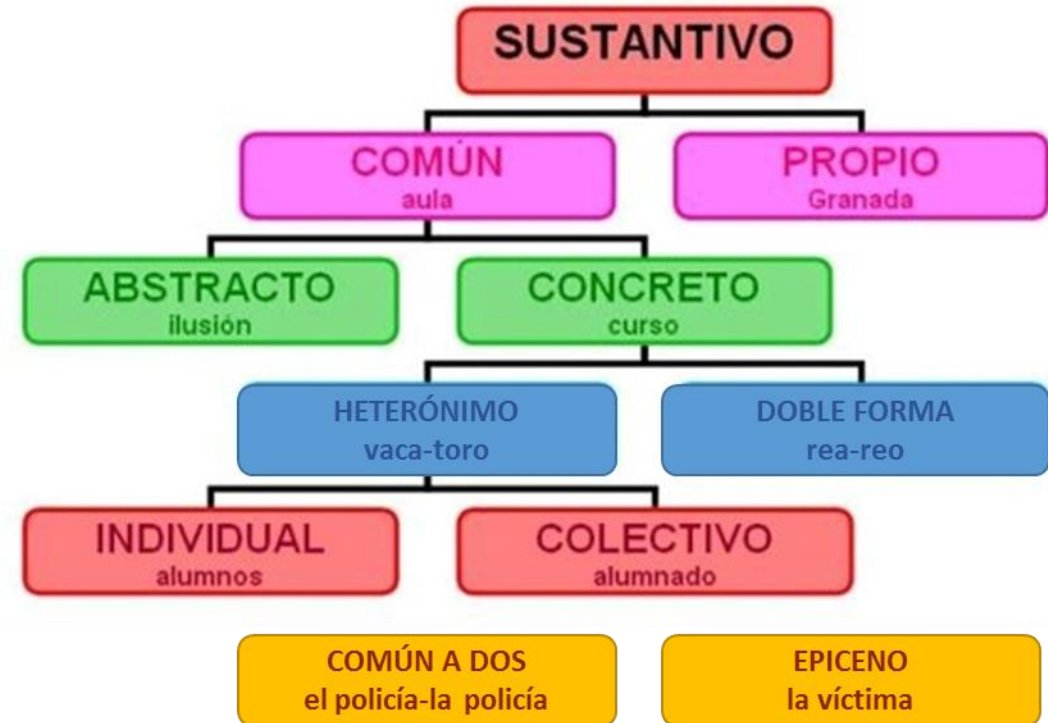 SUSTANTIVO
COMÚN
aula
PROPIO
Granada
ABSTRACTO
ilusión
CONCRETO
curso
HETERÓNIMO
vaca-toro
DOBLE FORMA
rea-reo
INDIVIDUAL
alumnos
COLECTIVO
alumnado
COMÚN A DOS
el policía-la policía
EPICENO
la víctima